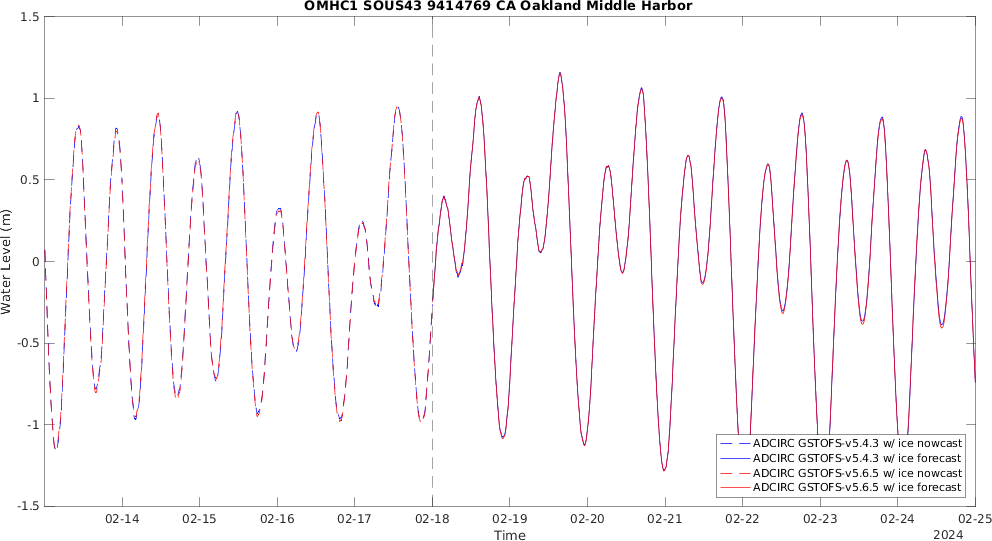 OMHC1 SOUS43 9414769 CA Oakland Middle Harbor
1.5
1
0.5
0
-0.5
-1
-1.5
Water Level (m)
02-14 02-15 02-16 02-17 02-18 02-19 02-20 02-21 02-22 02-23 02-24 02-25
2024
Time
ADCIRC GSTOFS-v5.4.3 w/ ice nowcast
ADCIRC GSTOFS-v5.4.3 w/ ice forecast
ADCIRC GSTOFS-v5.6.5 w/ ice nowcast
ADCIRC GSTOFS-v5.6.5 w/ ice forecast